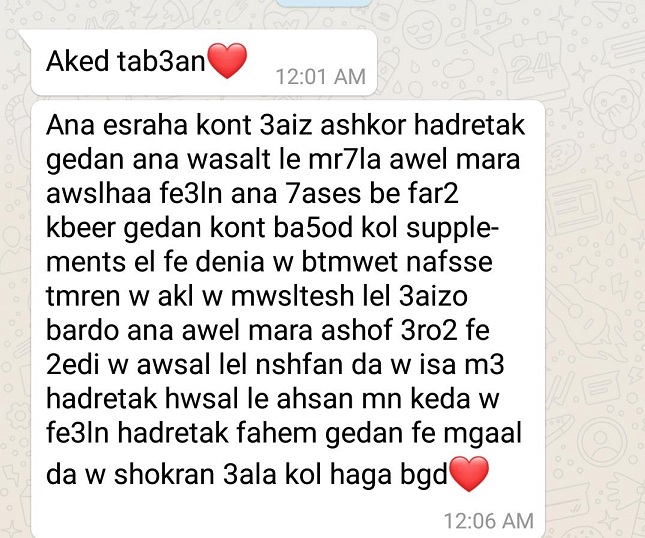 Aked tab3an❤️
12:01 AM
Ana esraha kont 3aiz ashkor hadretak
gedan ana wasalt le mr7la awel mara
awslhaa fe3ln ana 7ases be far2
kbeer gedan kont ba5od kol supple-
ments el fe denia w btmwet nafsse
tmren w akl w mwsltesh lel 3aizo
bardo ana awel mara ashof 3ro2 fe
2edi w awsal lel nshfan da w isa m3
hadretak hwsal le ahsan mn keda w
fe3ln hadretak fahem gedan fe mgaal
da w shokran 3ala kol haga bgd❤️
12:06 AM